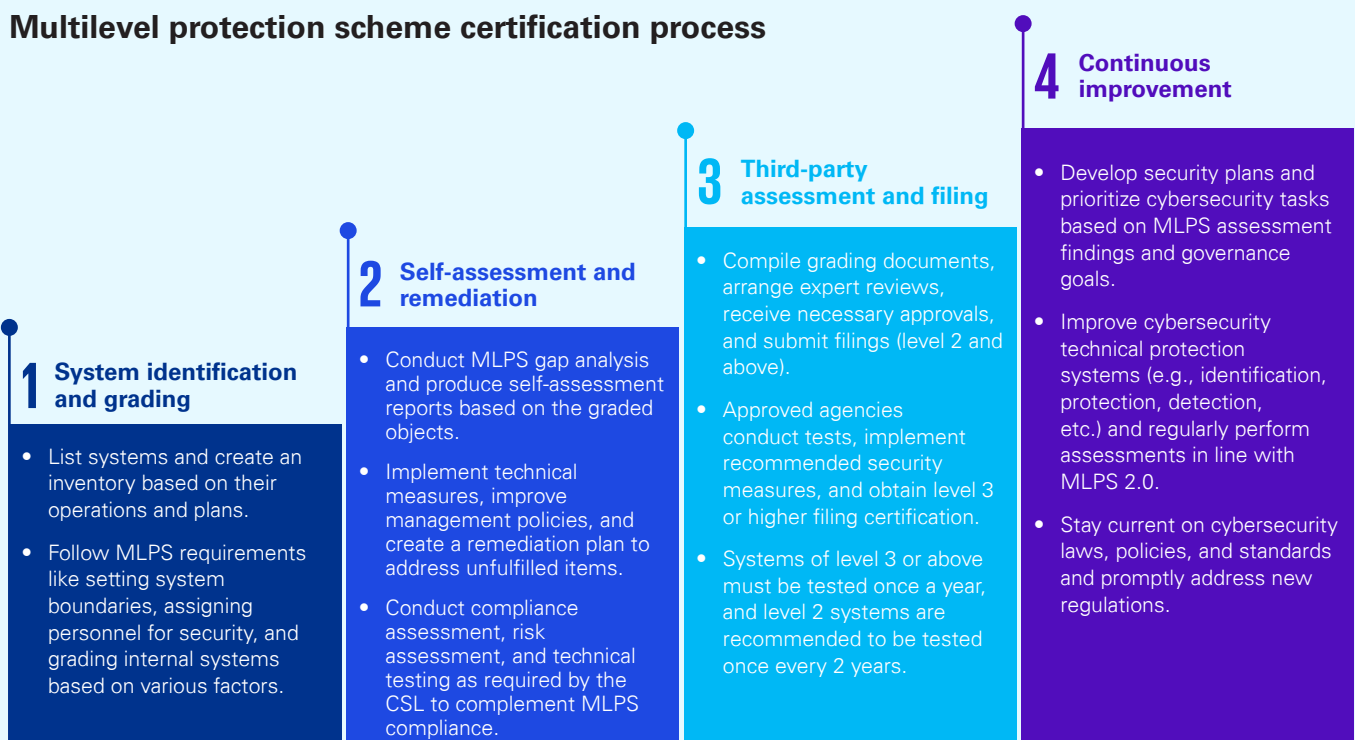 Multilevel protection scheme certification process
1
System identification
and grading
• List systems and create an
inventory based on their
operations and plans.
• Follow MLPS requirements
like setting system
boundaries, assigning
personnel for security, and
grading internal systems
based on various factors.
2
Self-assessment and
remediation
• Conduct MLPS gap analysis
and produce self-assessment
reports based on the graded
objects.
• Implement technical
measures, improve
management policies, and
create a remediation plan to
address unfulfilled items.
• Conduct compliance
assessment, risk
assessment, and technical
testing as required by the
CSL to complement MLPS
compliance.
3
Third-party
assessment and filing
• Compile grading documents,
arrange expert reviews,
receive necessary approvals,
and submit filings (level 2 and
above).
• Approved agencies
conduct tests, implement
recommended security
measures, and obtain level 3
or higher filing certification.
• Systems of level 3 or above
must be tested once a year,
and level 2 systems are
recommended to be tested
once every 2 years.
4
Continuous
improvement
• Develop security plans and
prioritize cybersecurity tasks
based on MLPS assessment
findings and governance
goals.
• Improve cybersecurity
technical protection
systems (e.g., identification,
protection, detection,
etc.) and regularly perform
assessments in line with
MLPS 2.0.
• Stay current on cybersecurity
laws, policies, and standards
and promptly address new
regulations.